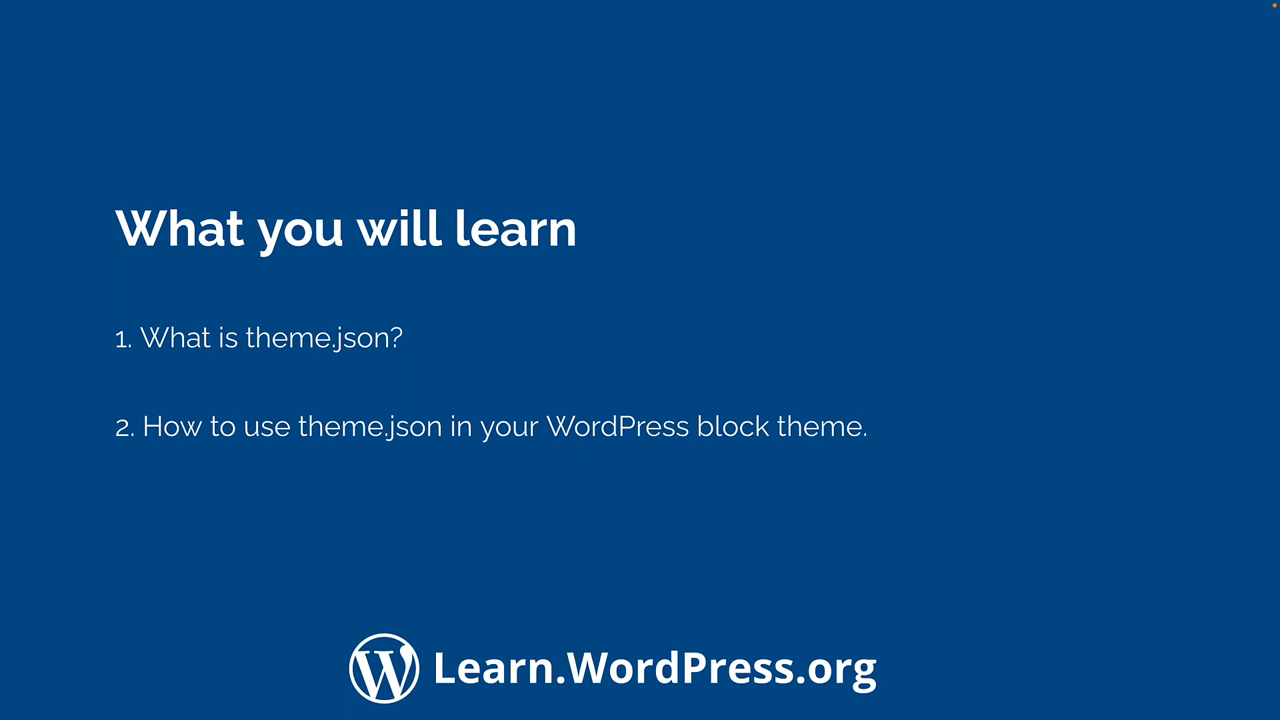 What you will learn
1. What is theme.json?
2. How to use theme.json in your WordPress block theme.
Learn.WordPress.org